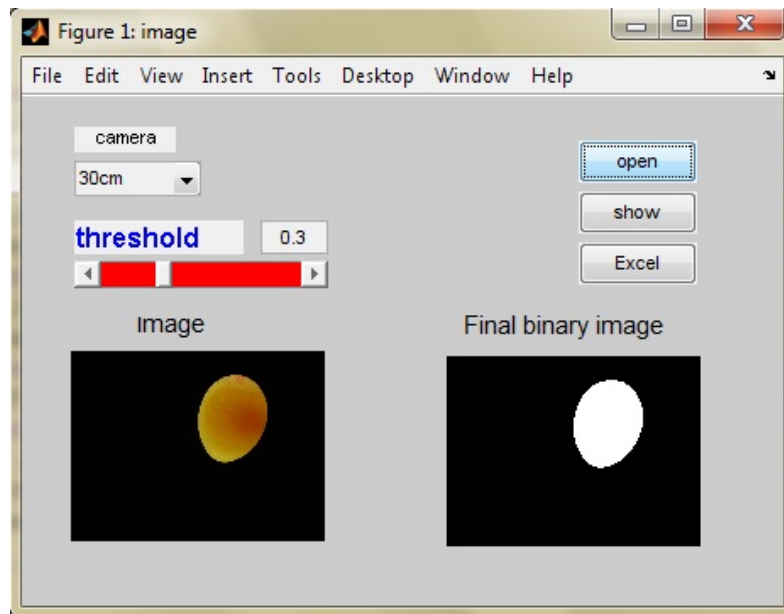 Figure 1: image
File Edit View Insert Tools Desktop Window Help
camera
30cm
threshold 0.3
open
show
Excel
Image
Final binary image